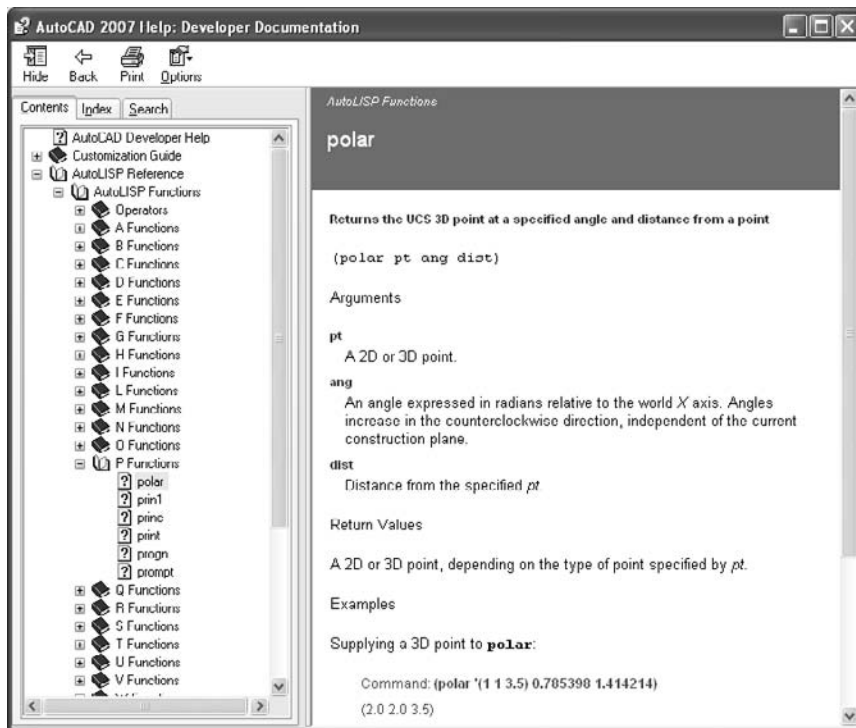 AutoCAD 2007 Help: Developer Documentation
Hide Back Print Options
Contents Index Search
AutoCAD Developer Help
Customization Guide
AutoLISP Reference
AutoLISP Functions
Operators
A Functions
B Functions
C Functions
D Functions
E Functions
F Functions
G Functions
H Functions
I Functions
L Functions
M Functions
N Functions
O Functions
P Functions
polar
prin1
princ
print
progn
prompt
Q Functions
R Functions
S Functions
T Functions
U Functions
V Functions
AutoLISP Functions
polar
Returns the UCS 3D point at a specified angle and distance from a point
(polar pt ang dist)
Arguments
pt
A 2D or 3D point.
ang
An angle expressed in radians relative to the world X axis. Angles
increase in the counterclockwise direction, independent of the current
construction plane.
dist
Distance from the specified pt
Return Values
A 2D or 3D point, depending on the type of point specified by pt.
Examples
Supplying a 3D point to polar:
Command: (polar '(1 1 3.5) 0.785398 1.414214)
(2.0 2.0 3.5)